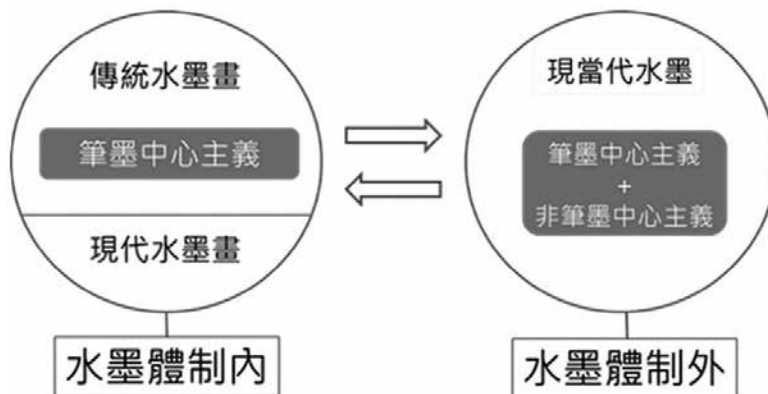 傳統水墨畫
筆墨中心主義
現代水墨畫
水墨體制內
現當代水墨
筆墨中心主義
+
非筆墨中心主義
水墨體制外